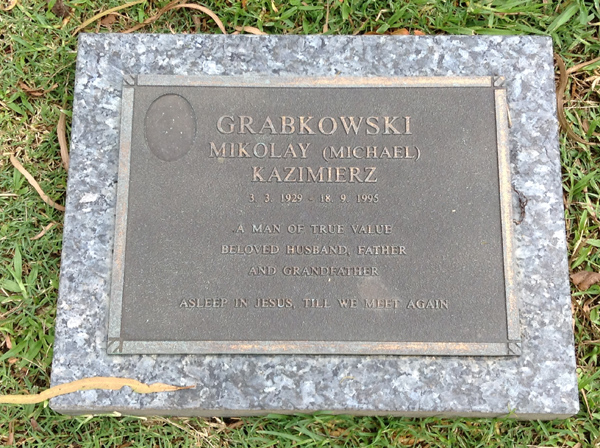 GRABKOWSKI
MIKOLAY (MICHAEL)
KAZIMIERZ
3. 3. 1929 - 18. 9. 1995
A MAN OF TRUE VALUE
BELOVED HUSBAND, FATHER
AND GRANDFATHER
ASLEEP IN JESUS, TILL WE MEET AGAIN